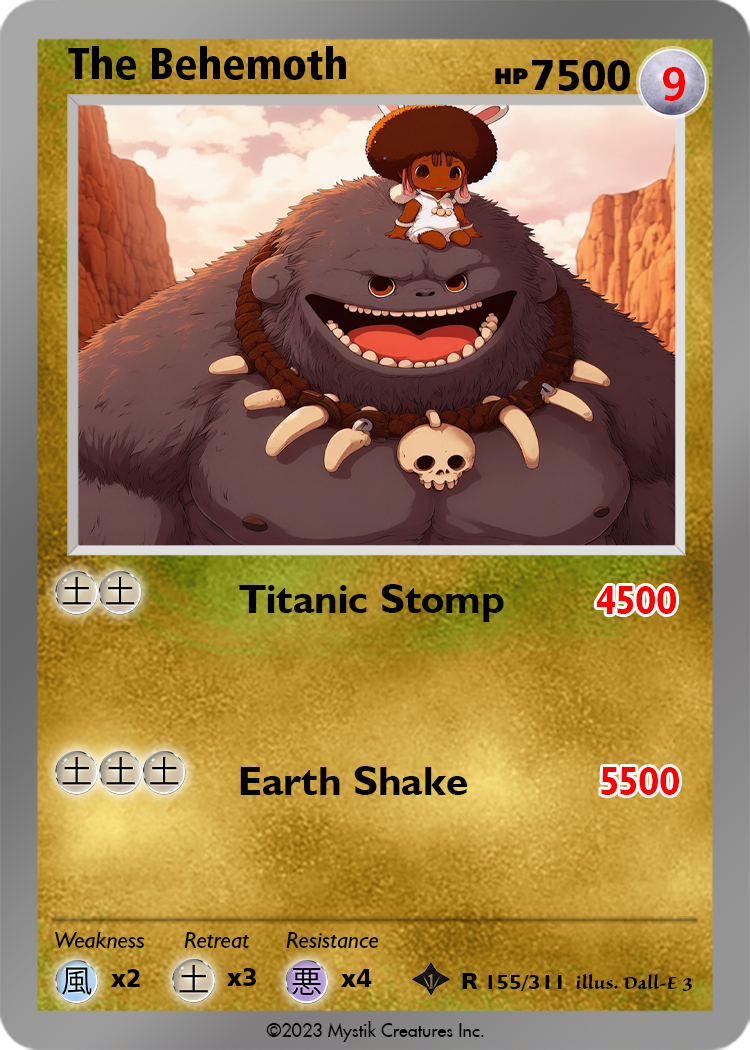 The Behemoth HP7500 9
土土 Titanic Stomp 4500
土土土 Earth Shake 5500
Weakness Retreat Resistance
風 x2 土 x3 悪 x4 1 R 155/311 illus. Dall-E 3
©2023 Mystik Creatures Inc.